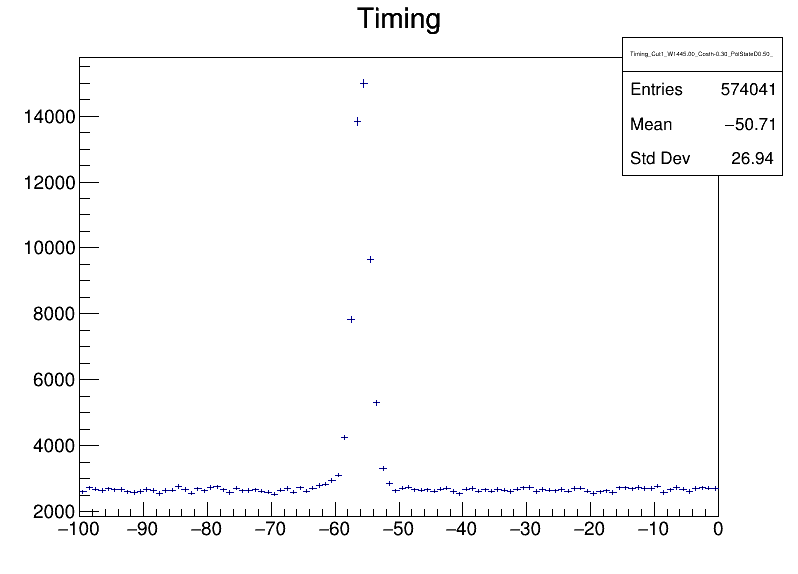 Timing
Timing_Cut1_W1445.00_Costh-0.30_PolStateD0.50_
Entries 574041
Mean −50.71
Std Dev 26.94
14000
12000
10000
8000
6000
4000
2000
−100 −90 −80 −70 −60 −50 −40 −30 −20 −10 0